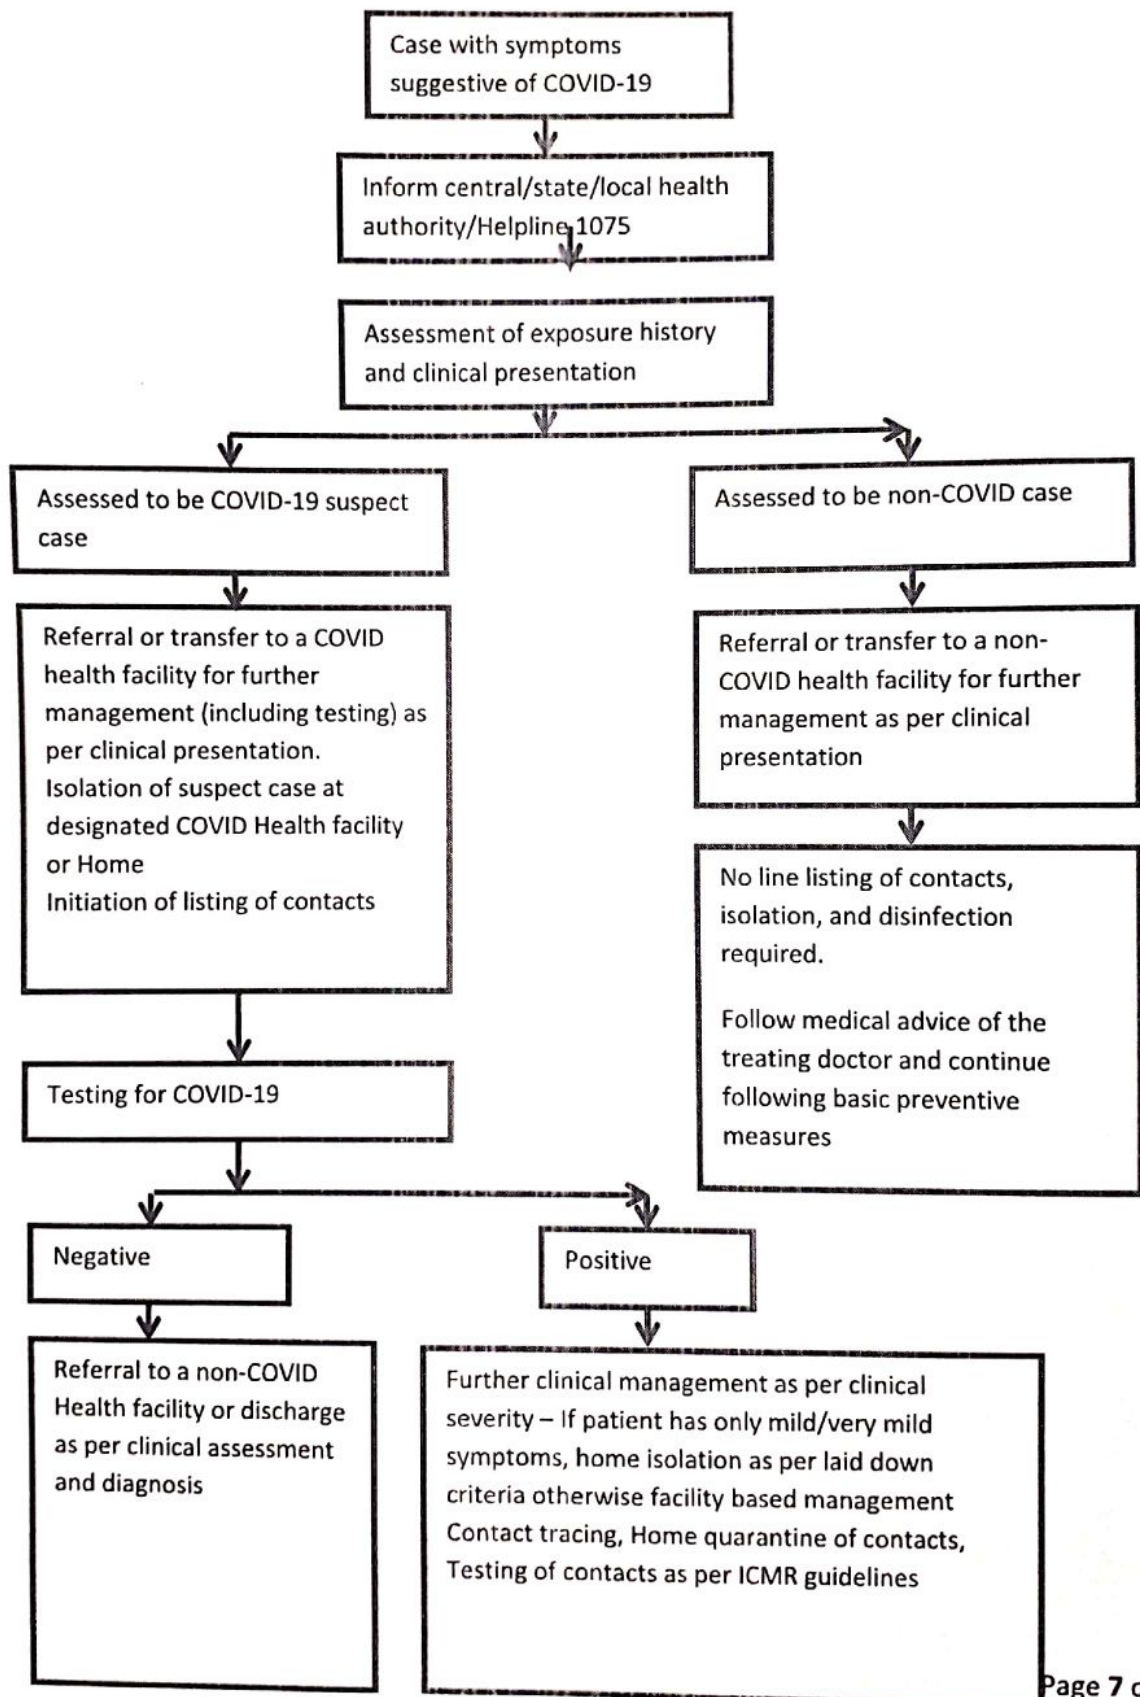 Case with symptoms
suggestive of COVID-19
Inform central/state/local health
authority/Helpline 1075
Assessment of exposure history
and clinical presentation
Assessed to be COVID-19 suspect
case
Assessed to be non-COVID case
Referral or transfer to a COVID
health facility for further
management (including testing) as
per clinical presentation.
Isolation of suspect case at
designated COVID Health facility
or Home
Initiation of listing of contacts
Referral or transfer to a non-
COVID health facility for further
management as per clinical
presentation
No line listing of contacts,
isolation, and disinfection
required.
Follow medical advice of the
treating doctor and continue
following basic preventive
measures
Testing for COVID-19
Negative
Positive
Referral to a non-COVID
Health facility or discharge
as per clinical assessment
and diagnosis
Further clinical management as per clinical
severity – If patient has only mild/very mild
symptoms, home isolation as per laid down
criteria otherwise facility based management
Contact tracing, Home quarantine of contacts,
Testing of contacts as per ICMR guidelines
Page 7